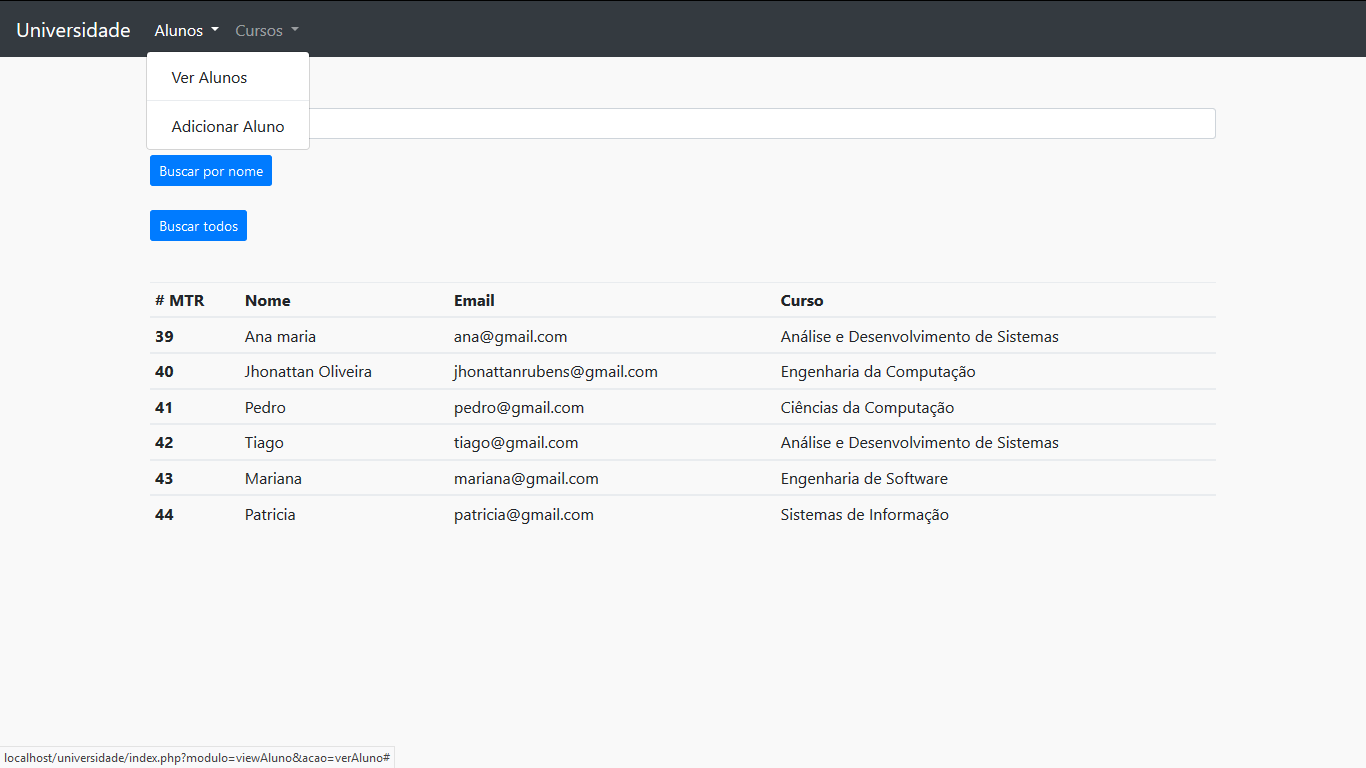 Universidade Alunos Cursos
Ver Alunos
Adicionar Aluno
Buscar por nome
Buscar todos
# MTR Nome Email Curso
39 Ana maria ana@gmail.com Análise e Desenvolvimento de Sistemas
40 Jhonattan Oliveira jhonattanrubens@gmail.com Engenharia da Computação
41 Pedro pedro@gmail.com Ciências da Computação
42 Tiago tiago@gmail.com Análise e Desenvolvimento de Sistemas
43 Mariana mariana@gmail.com Engenharia de Software
44 Patricia patricia@gmail.com Sistemas de Informação
localhost/universidade/index.php?modulo=viewAluno&acao=verAluno#